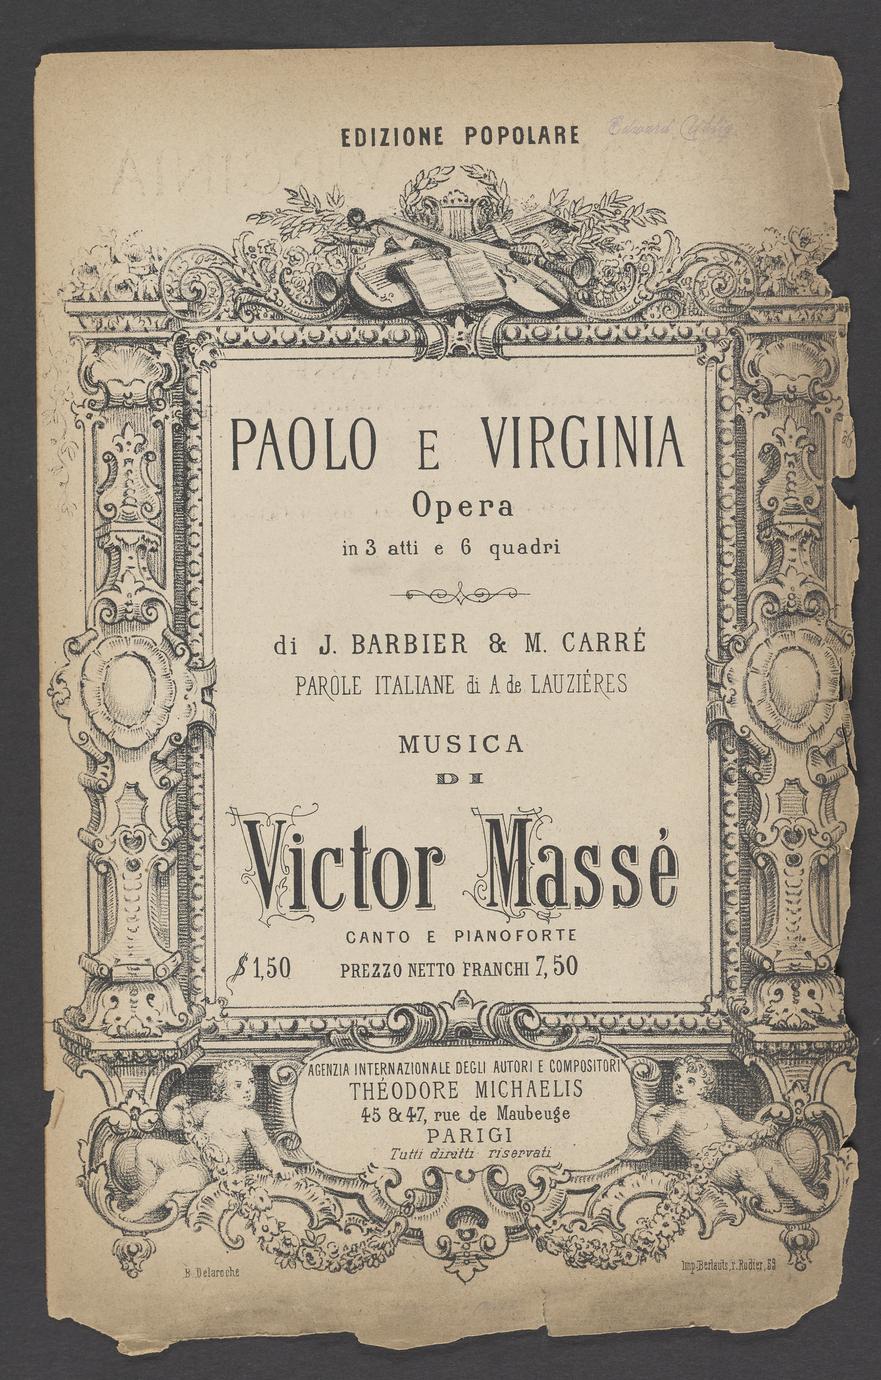 EDIZIONE POPOLARE
Edward
PAOLO E VIRGINIA
Opera
in 3 atti e 6 quadri
di J. BARBIER & M. CARRÉ
PAROLE ITALIANE di A de LAUZIÉRES
MUSICA
DI
Victor Massé
CANTO E PIANOFORTE
$ 1,50 PREZZO NETTO FRANCHI 7,50
AGENZIA INTERNAZIONALE DEGLI AUTORI E COMPOSITORI
THÉODORE MICHAELIS
45 & 47, rue de Maubeuge
PARIGI
Tutti diritti riservati
B. Delaroche
Imp. Bertauts, r. Rodier, 53